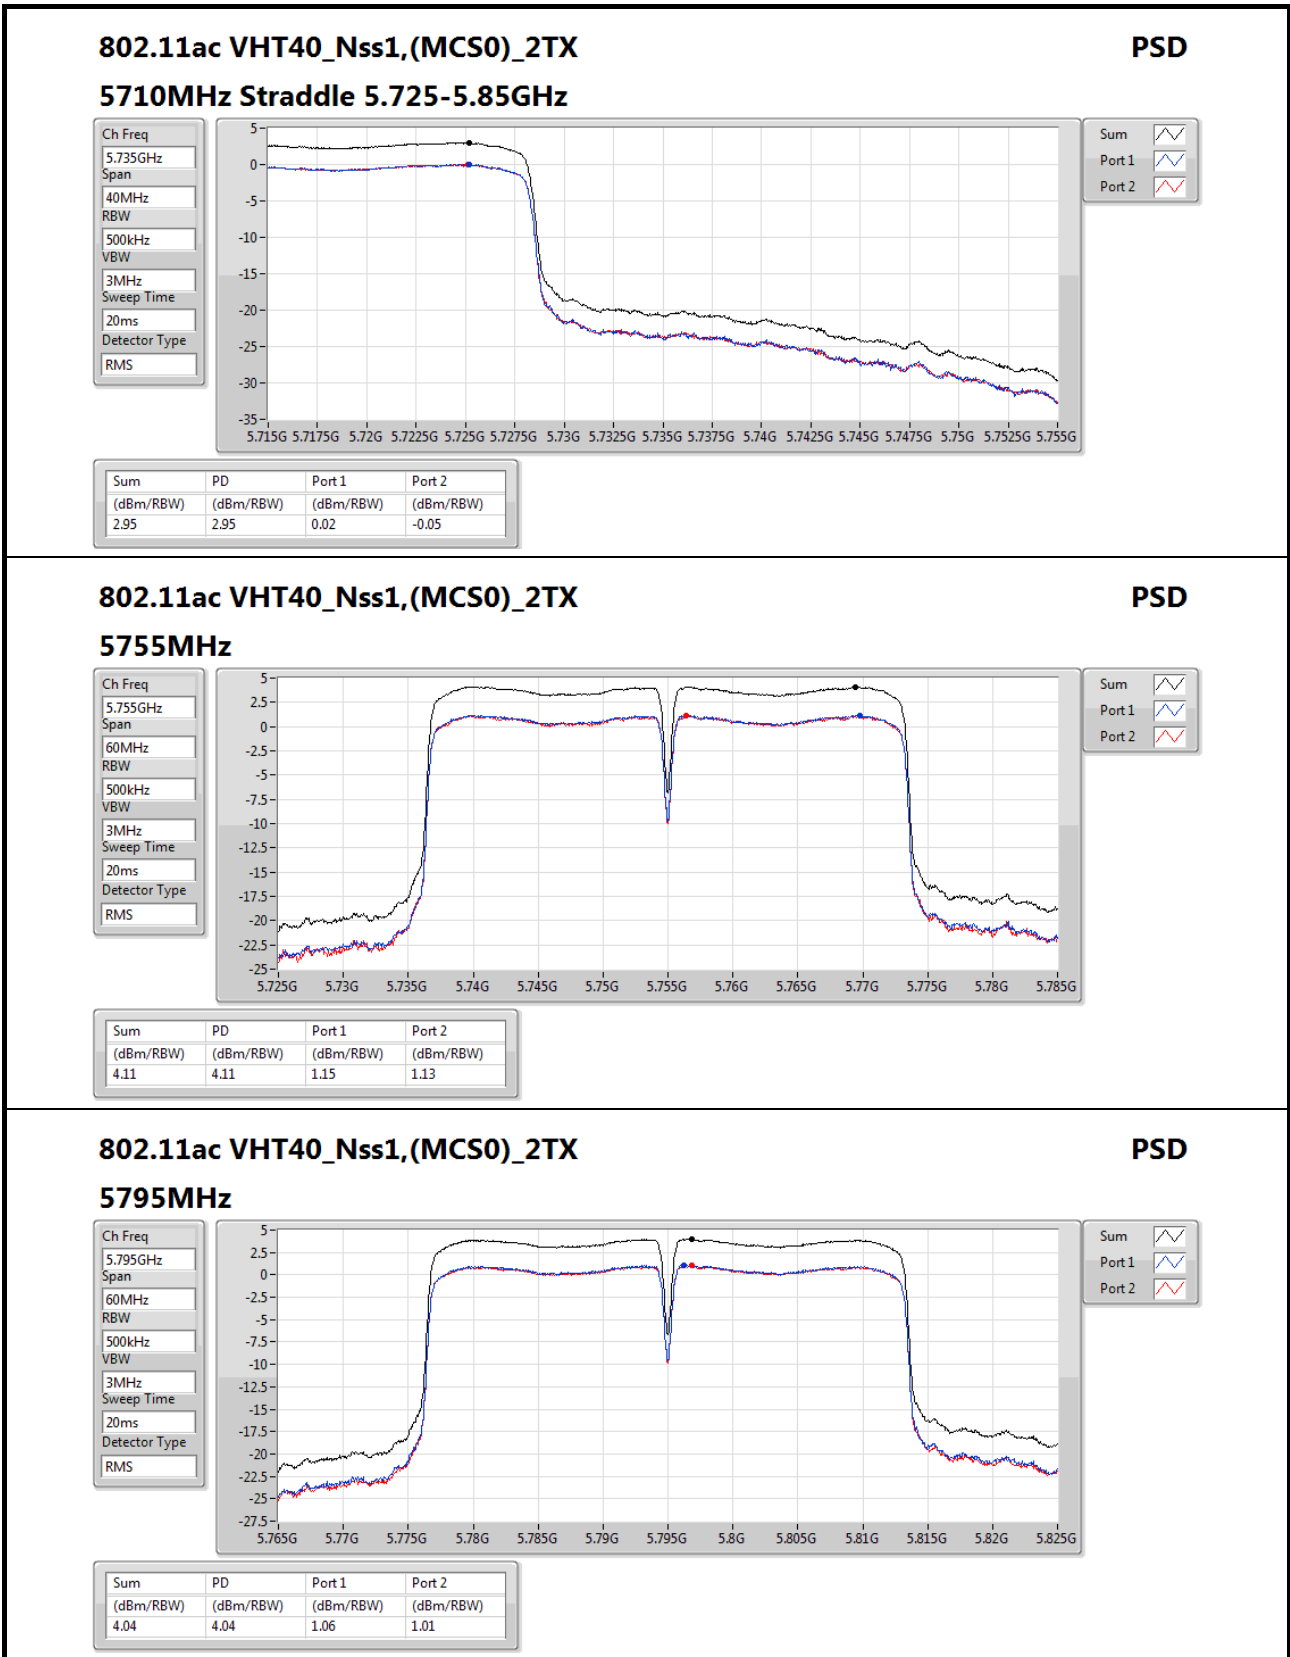 802.11ac VHT40_Nss1,(MCS0)_2TX PSD
5710MHz Straddle 5.725-5.85GHz
Ch Freq
5.735GHz
Span
40MHz
RBW
500kHz
VBW
3MHz
Sweep Time
20ms
Detector Type
RMS
5
0
-5
-10
-15
-20
-25
-30
-35
5.715G 5.7175G 5.72G 5.7225G 5.725G 5.7275G 5.73G 5.7325G 5.735G 5.7375G 5.74G 5.7425G 5.745G 5.7475G 5.75G 5.7525G 5.755G
Sum
Port 1
Port 2
Sum PD Port 1 Port 2
(dBm/RBW) (dBm/RBW) (dBm/RBW) (dBm/RBW)
2.95 2.95 0.02 -0.05
802.11ac VHT40_Nss1,(MCS0)_2TX PSD
5755MHz
Ch Freq
5.755GHz
Span
60MHz
RBW
500kHz
VBW
3MHz
Sweep Time
20ms
Detector Type
RMS
5
2.5
0
-2.5
-5
-7.5
-10
-12.5
-15
-17.5
-20
-22.5
-25
5.725G 5.73G 5.735G 5.74G 5.745G 5.75G 5.755G 5.76G 5.765G 5.77G 5.775G 5.78G 5.785G
Sum
Port 1
Port 2
Sum PD Port 1 Port 2
(dBm/RBW) (dBm/RBW) (dBm/RBW) (dBm/RBW)
4.11 4.11 1.15 1.13
802.11ac VHT40_Nss1,(MCS0)_2TX PSD
5795MHz
Ch Freq
5.795GHz
Span
60MHz
RBW
500kHz
VBW
3MHz
Sweep Time
20ms
Detector Type
RMS
5
2.5
0
-2.5
-5
-7.5
-10
-12.5
-15
-17.5
-20
-22.5
-25
-27.5
5.765G 5.77G 5.775G 5.78G 5.785G 5.79G 5.795G 5.8G 5.805G 5.81G 5.815G 5.82G 5.825G
Sum
Port 1
Port 2
Sum PD Port 1 Port 2
(dBm/RBW) (dBm/RBW) (dBm/RBW) (dBm/RBW)
4.04 4.04 1.06 1.01